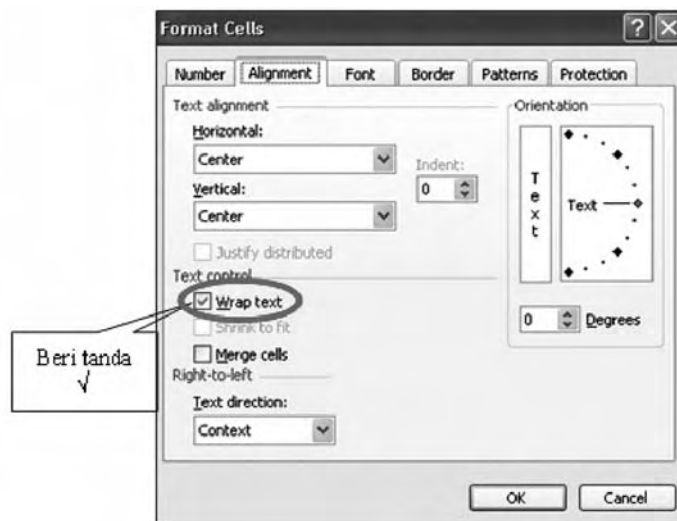 Format Cells
Number Alignment Font Border Patterns Protection
Text alignment
Horizontal:
Center
Indent:
0
Vertical:
Center
Justify distributed
Text control
Wrap text
Shrink to fit
Merge cells
Right-to-left
Text direction:
Context
Orientation
Text
Text
0 Degrees
Beri tanda
√
OK Cancel